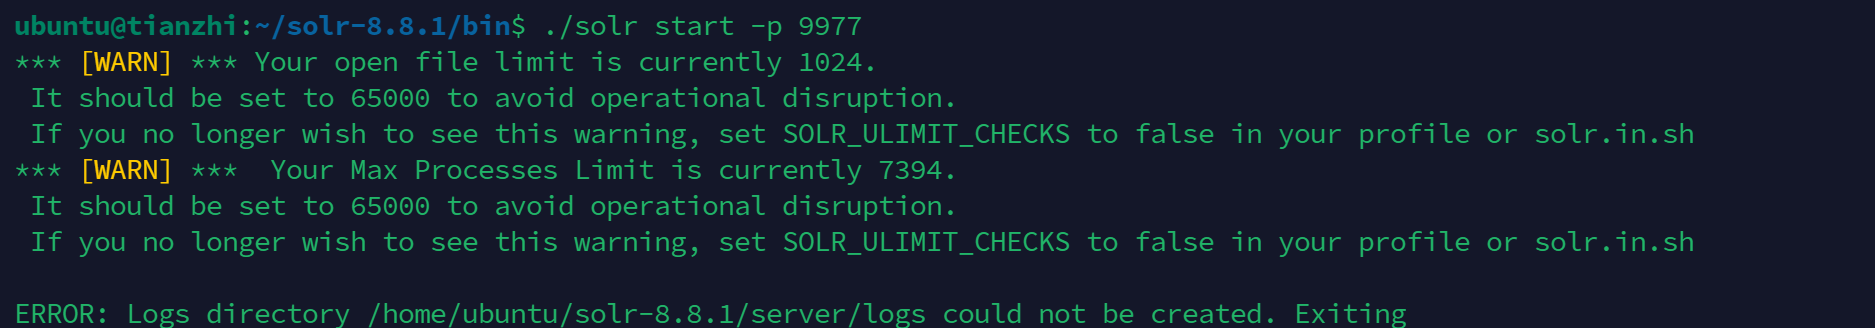 ubuntu@tianzhi:~/solr-8.8.1/bin$ ./solr start -p 9977
*** [WARN] *** Your open file limit is currently 1024.
 It should be set to 65000 to avoid operational disruption.
 If you no longer wish to see this warning, set SOLR_ULIMIT_CHECKS to false in your profile or solr.in.sh
*** [WARN] ***  Your Max Processes Limit is currently 7394.
 It should be set to 65000 to avoid operational disruption.
 If you no longer wish to see this warning, set SOLR_ULIMIT_CHECKS to false in your profile or solr.in.sh
ERROR: Logs directory /home/ubuntu/solr-8.8.1/server/logs could not be created. Exiting